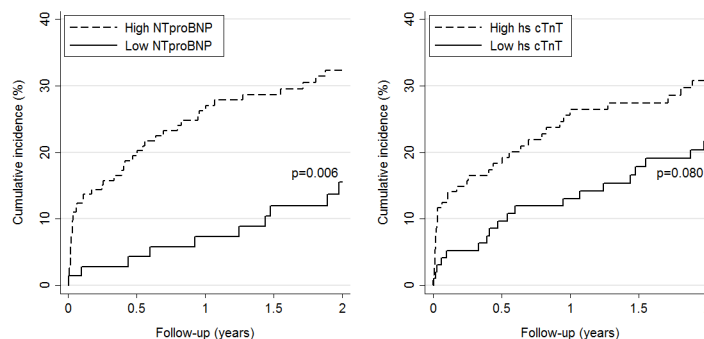 High NTproBNP
Low NTproBNP
Cumulative incidence (%)
40
30
20
10
0
p=0.006
0
0.5
1
1.5
2
Follow-up (years)
High hs cTnT
Low hs cTnT
Cumulative incidence (%)
40
30
20
10
0
p=0.080
0
0.5
1
1.5
Follow-up (years)